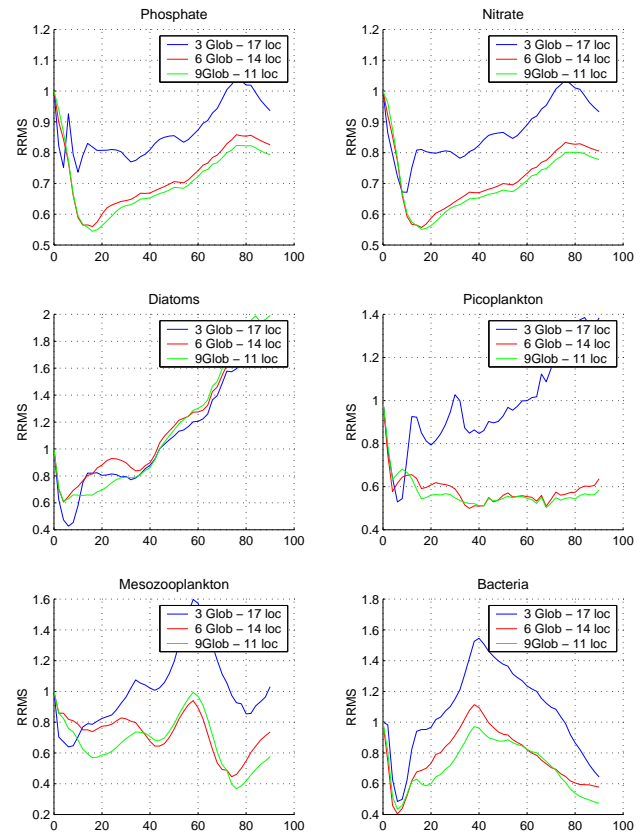 Phosphate
1.2
1.1
1
0.9
0.8
0.7
0.6
0.5
RRMS
0 20 40 60 80 100
3 Glob − 17 loc
6 Glob − 14 loc
9Glob − 11 loc
Nitrate
1.2
1.1
1
0.9
0.8
0.7
0.6
0.5
RRMS
0 20 40 60 80 100
3 Glob − 17 loc
6 Glob − 14 loc
9Glob − 11 loc
Diatoms
2
1.8
1.6
1.4
1.2
1
0.8
0.6
0.4
RRMS
0 20 40 60 80 100
3 Glob − 17 loc
6 Glob − 14 loc
9Glob − 11 loc
Picoplankton
1.4
1.2
1
0.8
0.6
0.4
RRMS
0 20 40 60 80 100
3 Glob − 17 loc
6 Glob − 14 loc
9Glob − 11 loc
Mesozooplankton
1.6
1.4
1.2
1
0.8
0.6
0.4
0.2
RRMS
0 20 40 60 80 100
3 Glob − 17 loc
6 Glob − 14 loc
9Glob − 11 loc
Bacteria
1.8
1.6
1.4
1.2
1
0.8
0.6
0.4
RRMS
0 20 40 60 80 100
3 Glob − 17 loc
6 Glob − 14 loc
9Glob − 11 loc